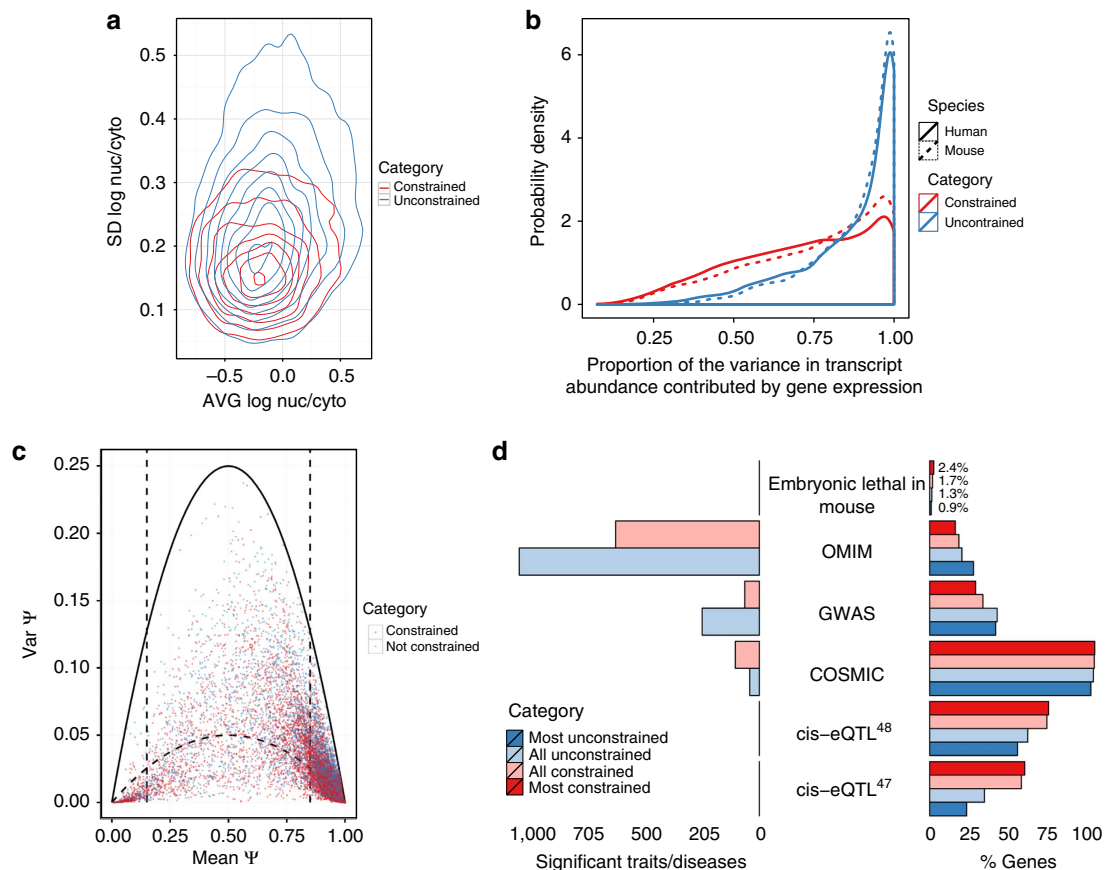 a
0.5
0.4
0.3
0.2
0.1
SD log nuc/cyto
−0.5 0.0 0.5
AVG log nuc/cyto
Category
Constrained
Unconstrained
b
6
4
2
0
Probability density
0.25 0.50 0.75 1.00
Proportion of the variance in transcript
abundance contributed by gene expression
Species
Human
Mouse
Category
Constrained
Uncontrained
c
0.25
0.20
0.15
0.10
0.05
0.00
Var Ψ
0.00 0.25 0.50 0.75 1.00
Mean Ψ
Category
Constrained
Not constrained
d
Embryonic lethal in
mouse
OMIM
GWAS
COSMIC
cis–eQTL48
cis–eQTL47
2.4%
1.7%
1.3%
0.9%
Category
Most unconstrained
All unconstrained
All constrained
Most constrained
1,000 705 500 205 0
Significant traits/diseases
0 25 50 75 100
% Genes